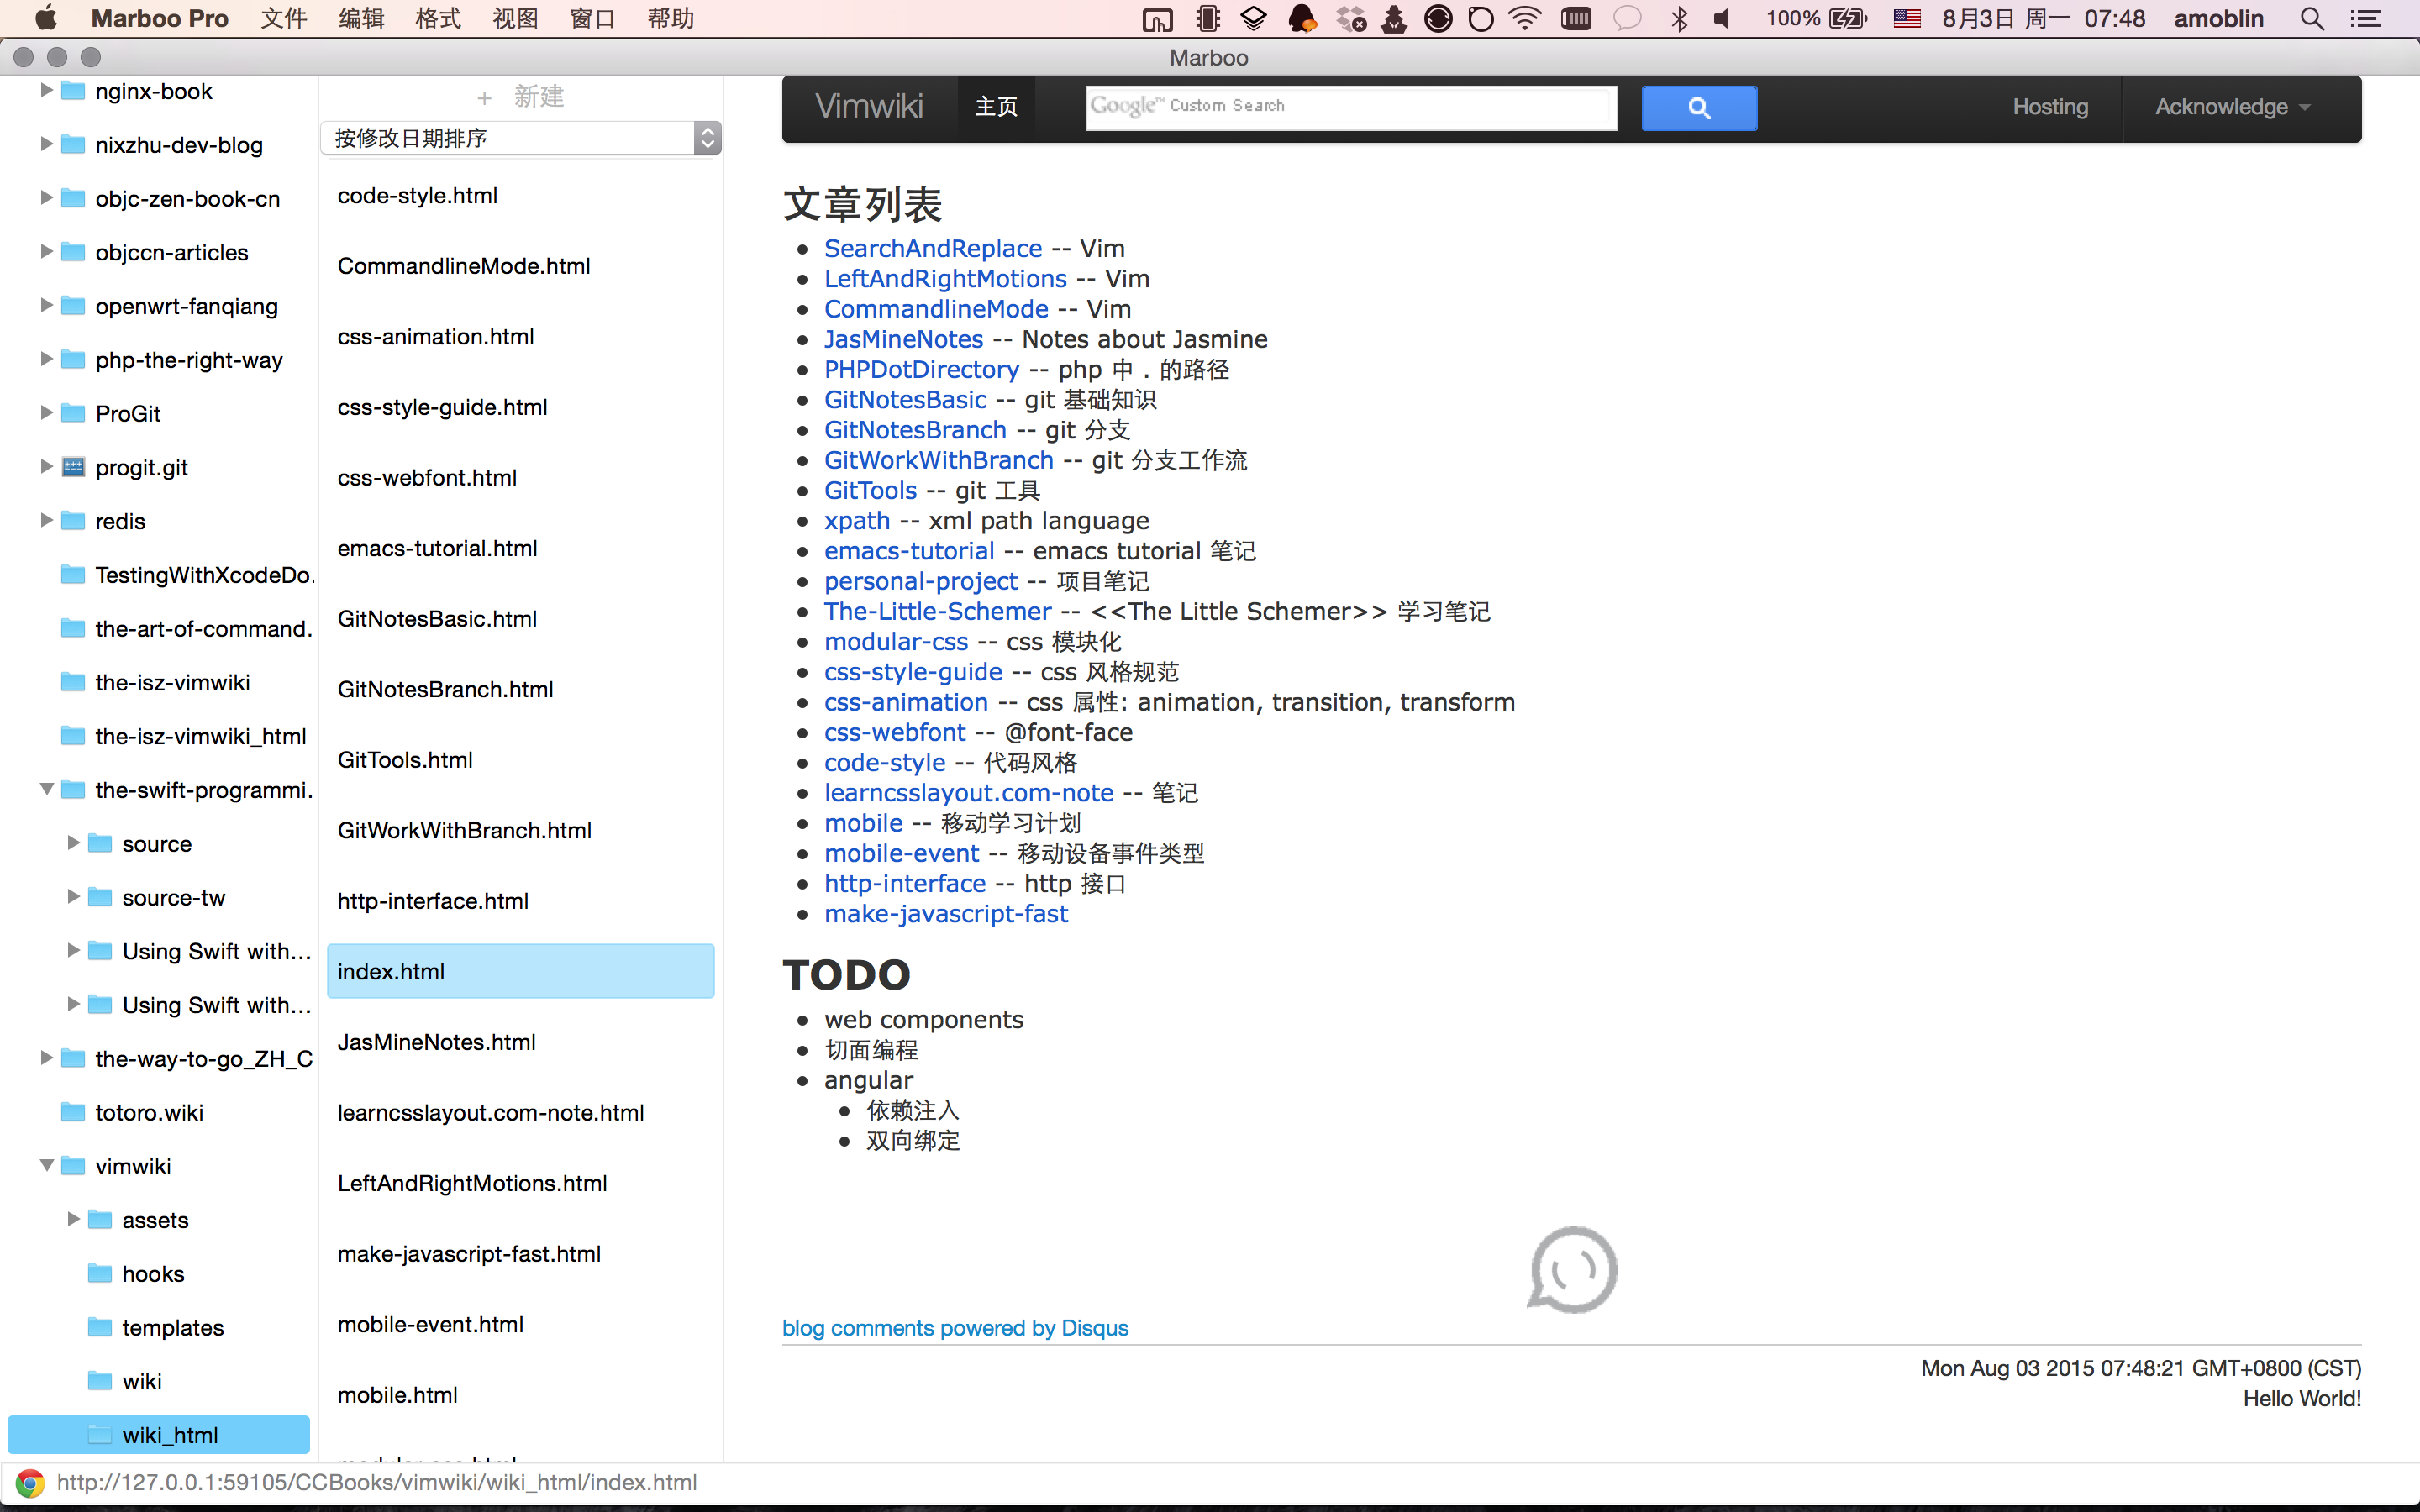 Marboo Pro 文件 编辑 格式 视图 窗口 帮助 100% 8月3日 周一 07:48 amoblin
Marboo
nginx-book
nixzhu-dev-blog
objc-zen-book-cn
objccn-articles
openwrt-fanqiang
php-the-right-way
ProGit
progit.git
redis
TestingWithXcodeDo.
the-art-of-command.
the-isz-vimwiki
the-isz-vimwiki_html
the-swift-programmi.
source
source-tw
Using Swift with...
Using Swift with...
the-way-to-go_ZH_C
totoro.wiki
vimwiki
assets
hooks
templates
wiki
wiki_html
+ 新建
按修改日期排序
code-style.html
CommandlineMode.html
css-animation.html
css-style-guide.html
css-webfont.html
emacs-tutorial.html
GitNotesBasic.html
GitNotesBranch.html
GitTools.html
GitWorkWithBranch.html
http-interface.html
index.html
JasMineNotes.html
learncsslayout.com-note.html
LeftAndRightMotions.html
make-javascript-fast.html
mobile-event.html
mobile.html
Vimwiki 主页 Google™ Custom Search Hosting Acknowledge
文章列表
SearchAndReplace -- Vim
LeftAndRightMotions -- Vim
CommandlineMode -- Vim
JasMineNotes -- Notes about Jasmine
PHPDotDirectory -- php 中 . 的路径
GitNotesBasic -- git 基础知识
GitNotesBranch -- git 分支
GitWorkWithBranch -- git 分支工作流
GitTools -- git 工具
xpath -- xml path language
emacs-tutorial -- emacs tutorial 笔记
personal-project -- 项目笔记
The-Little-Schemer -- <<The Little Schemer>> 学习笔记
modular-css -- css 模块化
css-style-guide -- css 风格规范
css-animation -- css 属性: animation, transition, transform
css-webfont -- @font-face
code-style -- 代码风格
learncsslayout.com-note -- 笔记
mobile -- 移动学习计划
mobile-event -- 移动设备事件类型
http-interface -- http 接口
make-javascript-fast
TODO
web components
切面编程
angular
依赖注入
双向绑定
blog comments powered by Disqus
Mon Aug 03 2015 07:48:21 GMT+0800 (CST)
Hello World!
http://127.0.0.1:59105/CCBooks/vimwiki/wiki_html/index.html